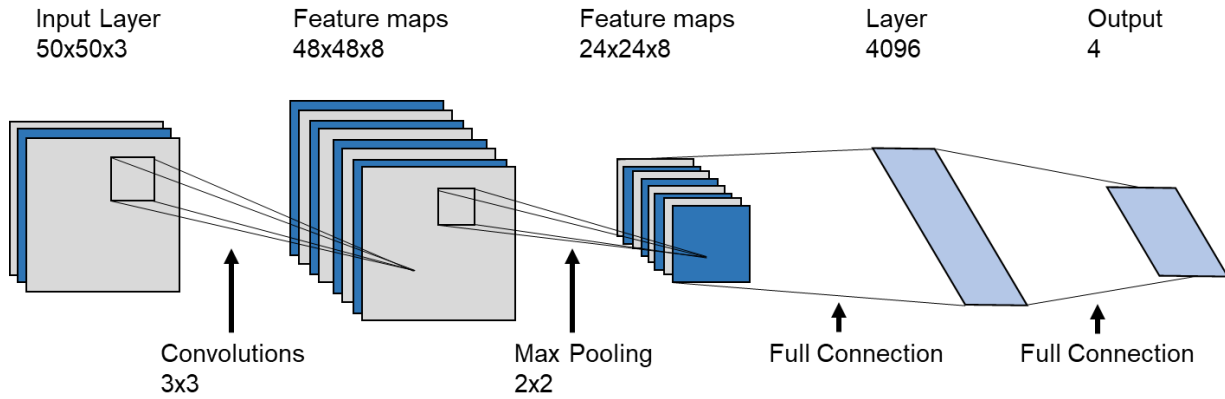 Input Layer
50x50x3
Feature maps
48x48x8
Feature maps
24x24x8
Layer
4096
Output
4
Convolutions
3x3
Max Pooling
2x2
Full Connection
Full Connection